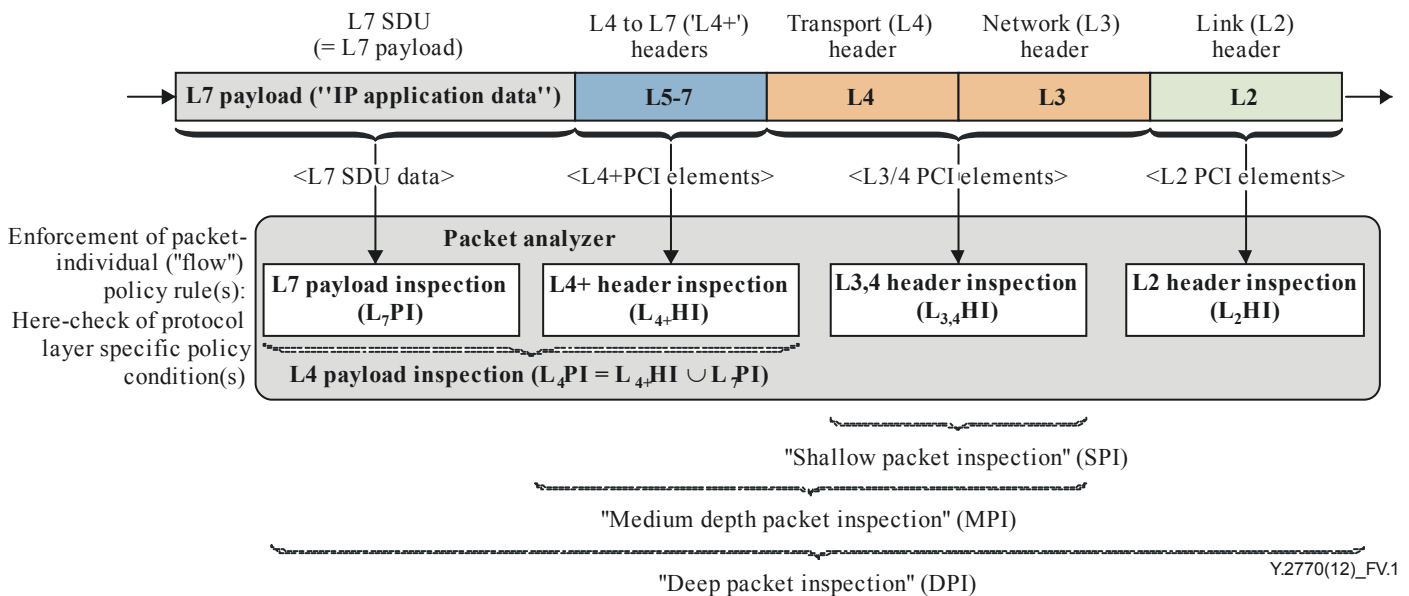 L7 SDU
(= L7 payload)
L4 to L7 ('L4+')
headers
Transport (L4)
header
Network (L3)
header
Link (L2)
header
L7 payload ("IP application data")
L5-7
L4
L3
L2
<L7 SDU data>
<L4+PCI elements>
<L3/4 PCI elements>
<L2 PCI elements>
Enforcement of packet-
individual ("flow")
policy rule(s):
Here-check of protocol
layer specific policy
condition(s)
Packet analyzer
L7 payload inspection
(L₇PI)
L4+ header inspection
(L₄₊HI)
L3,4 header inspection
(L₃,₄HI)
L2 header inspection
(L₂HI)
L4 payload inspection (L₄PI = L₄₊HI ∪ L₇PI)
"Shallow packet inspection" (SPI)
"Medium depth packet inspection" (MPI)
"Deep packet inspection" (DPI)
Y.2770(12)_FV.1